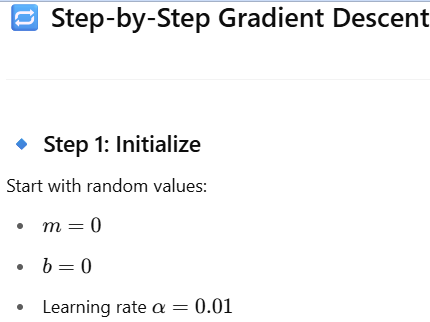 🔁 Step-by-Step Gradient Descent
🔹 Step 1: Initialize
Start with random values:
• m = 0
• b = 0
• Learning rate α = 0.01